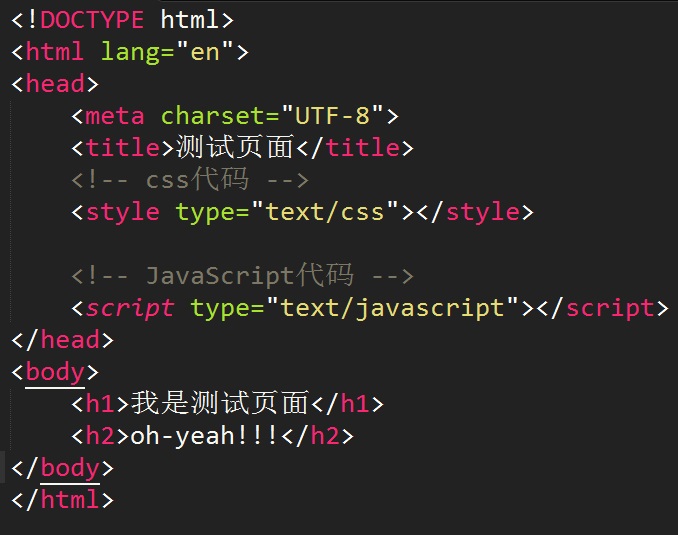 <!DOCTYPE html>
<html lang="en">
<head>
    <meta charset="UTF-8">
    <title>测试页面</title>
    <!-- css代码 -->
    <style type="text/css"></style>

    <!-- JavaScript代码 -->
    <script type="text/javascript"></script>
</head>
<body>
    <h1>我是测试页面</h1>
    <h2>oh-yeah!!!</h2>
</body>
</html>